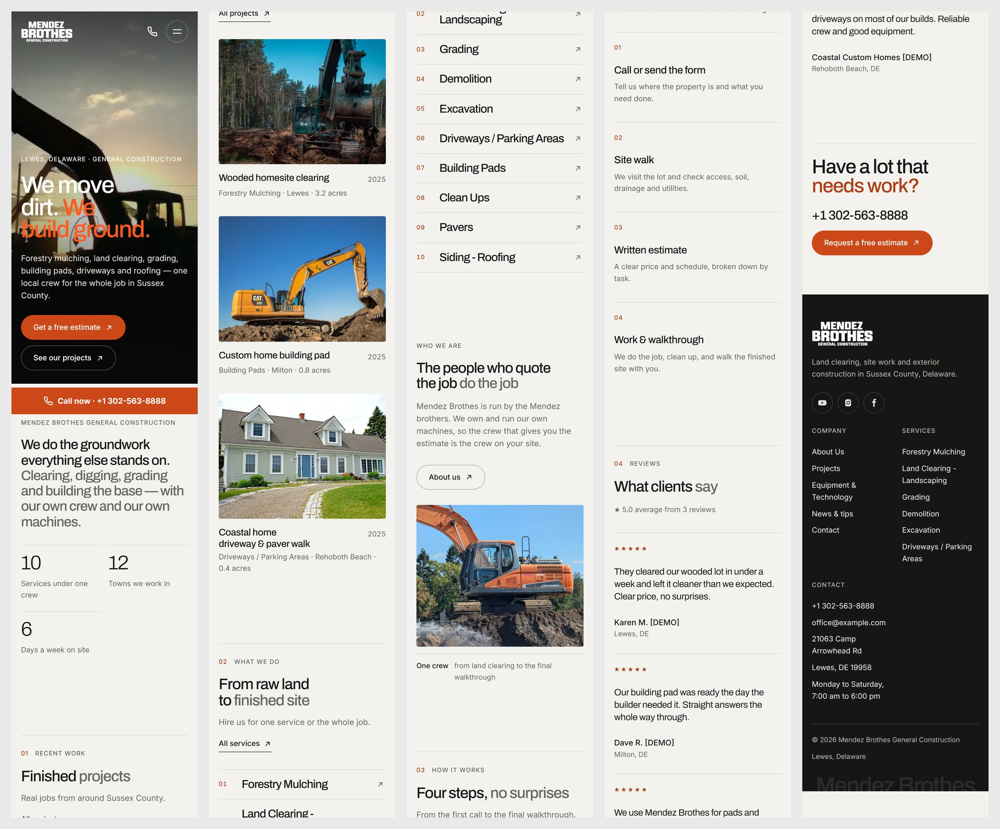 MENDEZ
BROTHES
GENERAL CONSTRUCTION
LEWES, DELAWARE · GENERAL CONSTRUCTION
We move
dirt. We
build ground.
Forestry mulching, land clearing, grading,
building pads, driveways and roofing — one
local crew for the whole job in Sussex
County.
Get a free estimate
See our projects
Call now · +1 302-563-8888
MENDEZ BROTHES GENERAL CONSTRUCTION
We do the groundwork
everything else stands on.
Clearing, digging, grading
and building the base — with
our own crew and our own
machines.
10
Services under one
crew
12
Towns we work in
6
Days a week on site
01 RECENT WORK
Finished projects
Real jobs from around Sussex County.
All projects
Wooded homesite clearing
2025
Forestry Mulching · Lewes · 3.2 acres
CAT
CAT
330
Custom home building pad
2025
Building Pads · Milton · 0.8 acres
Coastal home
driveway & paver walk
2025
Driveways / Parking Areas · Rehoboth Beach ·
0.4 acres
02 WHAT WE DO
From raw land
to finished site
Hire us for one service or the whole job.
All services
01 Forestry Mulching
Land Clearing -
02
Landscaping
03 Grading
04 Demolition
05 Excavation
06 Driveways / Parking Areas
07 Building Pads
08 Clean Ups
09 Pavers
10 Siding - Roofing
WHO WE ARE
The people who quote
the job do the job
Mendez Brothes is run by the Mendez
brothers. We own and run our own
machines, so the crew that gives you the
estimate is the crew on your site.
About us
5670
DX225
One crew from land clearing to the final
walkthrough
03 HOW IT WORKS
Four steps, no surprises
From the first call to the final walkthrough.
01
Call or send the form
Tell us where the property is and what you
need done.
02
Site walk
We visit the lot and check access, soil,
drainage and utilities.
03
Written estimate
A clear price and schedule, broken down by
task.
04
Work & walkthrough
We do the job, clean up, and walk the finished
site with you.
04 REVIEWS
What clients say
★ 5.0 average from 3 reviews
★★★★★
They cleared our wooded lot in under a
week and left it cleaner than we expected.
Clear price, no surprises.
Karen M. [DEMO]
Lewes, DE
★★★★★
Our building pad was ready the day the
builder needed it. Straight answers the
whole way through.
Dave R. [DEMO]
Milton, DE
★★★★★
We use Mendez Brothes for pads and
driveways on most of our builds. Reliable
crew and good equipment.
Coastal Custom Homes [DEMO]
Rehoboth Beach, DE
Have a lot that
needs work?
+1 302-563-8888
Request a free estimate
MENDEZ
BROTHES
GENERAL CONSTRUCTION
Land clearing, site work and exterior
construction in Sussex County, Delaware.
COMPANY
About Us
Projects
Equipment &
Technology
News & tips
Contact
SERVICES
Forestry Mulching
Land Clearing -
Landscaping
Grading
Demolition
Excavation
Driveways / Parking
Areas
CONTACT
+1 302-563-8888
office@example.com
21063 Camp
Arrowhead Rd
Lewes, DE 19958
Monday to Saturday,
7:00 am to 6:00 pm
© 2026 Mendez Brothes General Construction
Lewes, Delaware
Mendez Brothes